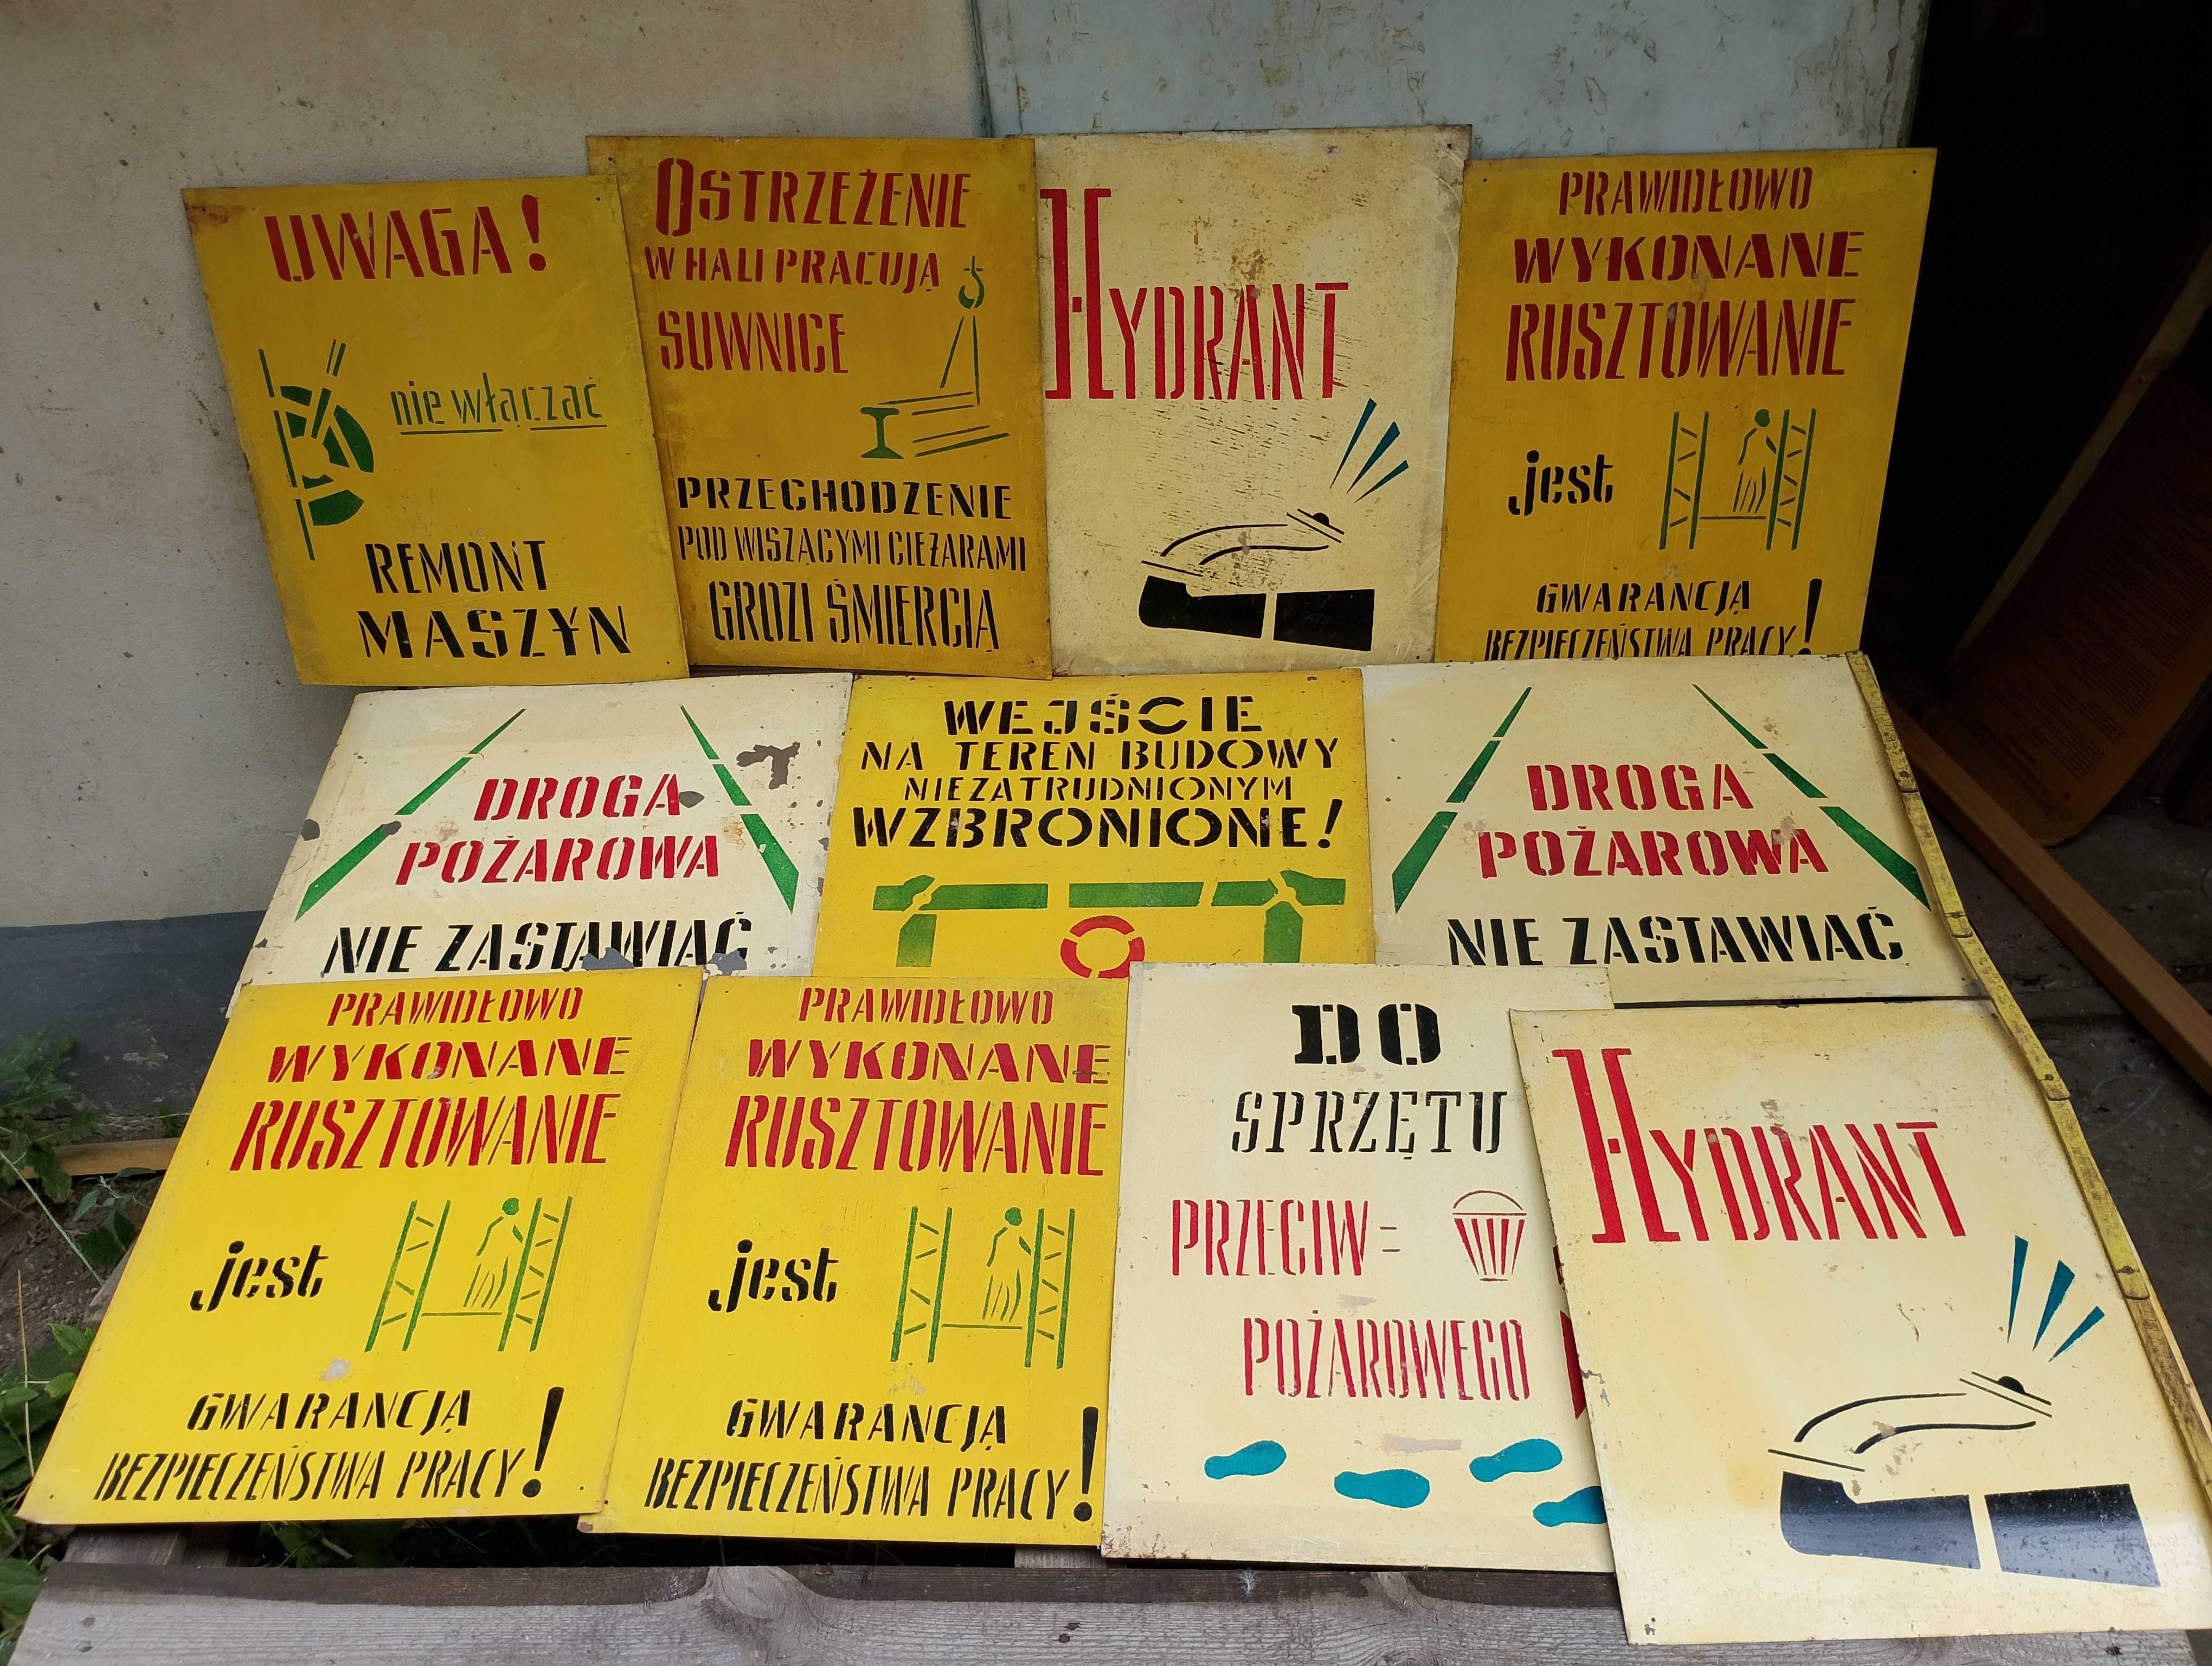 UWAGA!
nie włączać
REMONT
MASZYN
OSTRZEŻENIE
W HALI PRACUJĄ
SUWNICE
PRZECHODZENIE
POD WISZĄCYMI CIĘŻARAMI
GROZI ŚMIERCIĄ
HYDRANT
PRAWIDŁOWO
WYKONANE
RUSZTOWANIE
jest
GWARANCJĄ
BEZPIECZEŃSTWA PRACY!
DROGA
POŻAROWA
NIE ZASTAWIAĆ
WEJŚCIE
NA TEREN BUDOWY
NIEZATRUDNIONYM
WZBRONIONE!
DROGA
POŻAROWA
NIE ZASTAWIAĆ
PRAWIDŁOWO
WYKONANE
RUSZTOWANIE
jest
GWARANCJĄ
BEZPIECZEŃSTWA PRACY!
PRAWIDŁOWO
WYKONANE
RUSZTOWANIE
jest
GWARANCJĄ
BEZPIECZEŃSTWA PRACY!
DO
SPRZĘTU
PRZECIW=
POŻAROWEGO
HYDRANT